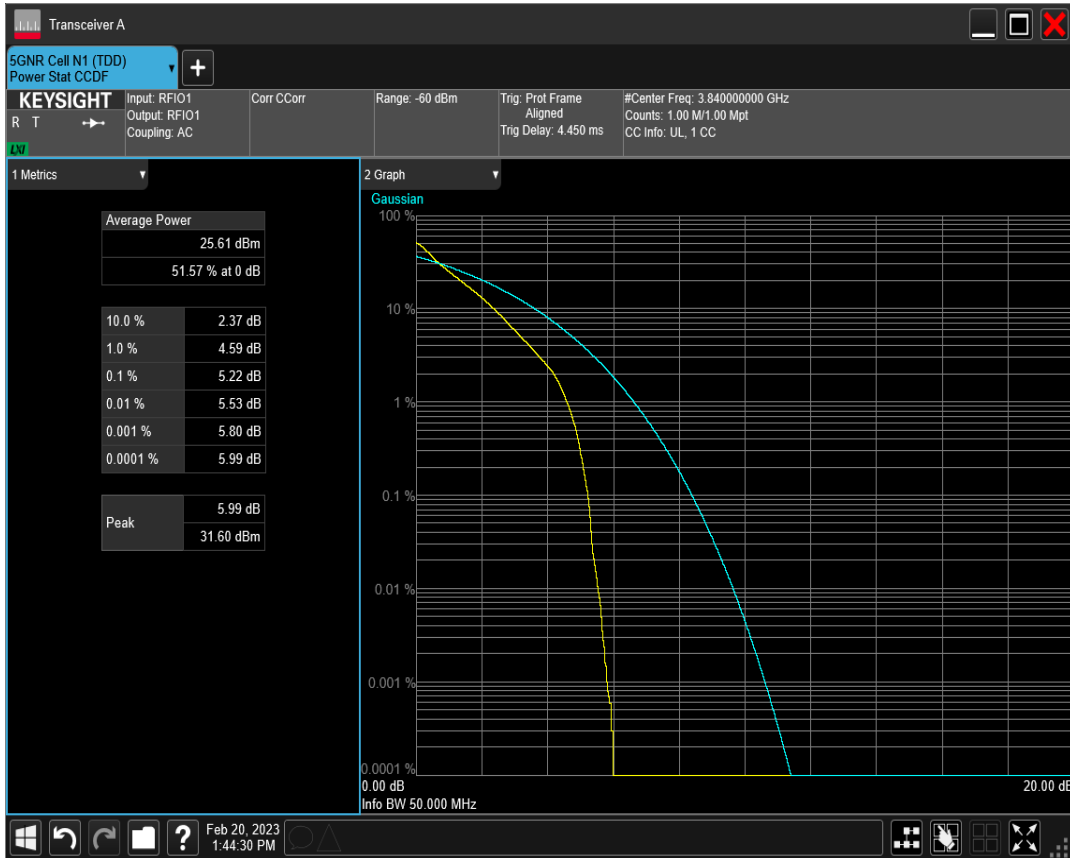 Transceiver A
5GNR Cell N1 (TDD)
Power Stat CCDF
+
KEYSIGHT
R T
LXI
Input: RFIO1
Output: RFIO1
Coupling: AC
Corr CCorr
Range: -60 dBm
Trig: Prot Frame
Aligned
Trig Delay: 4.450 ms
#Center Freq: 3.840000000 GHz
Counts: 1.00 M/1.00 Mpt
CC Info: UL, 1 CC
1 Metrics
Average Power
25.61 dBm
51.57 % at 0 dB
10.0 % 2.37 dB
1.0 % 4.59 dB
0.1 % 5.22 dB
0.01 % 5.53 dB
0.001 % 5.80 dB
0.0001 % 5.99 dB
Peak
5.99 dB
31.60 dBm
2 Graph
Gaussian
100 %
10 %
1 %
0.1 %
0.01 %
0.001 %
0.0001 %
0.00 dB 20.00 dB
Info BW 50.000 MHz
?
Feb 20, 2023
1:44:30 PM